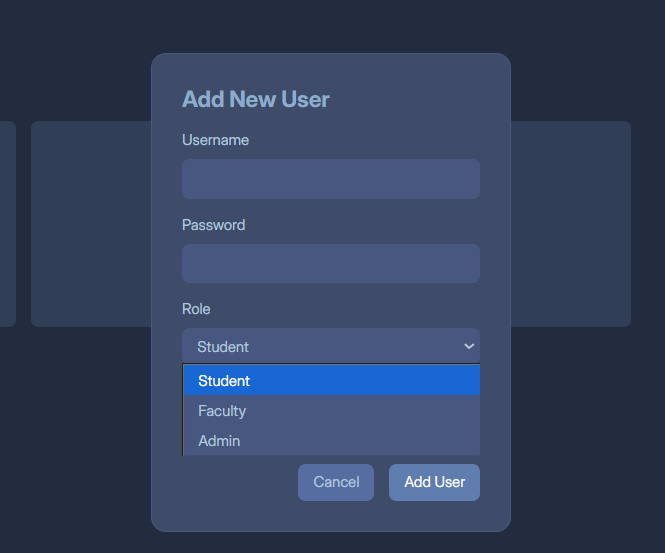 Add New User
Username
Password
Role
Student
Student
Faculty
Admin
Cancel Add User